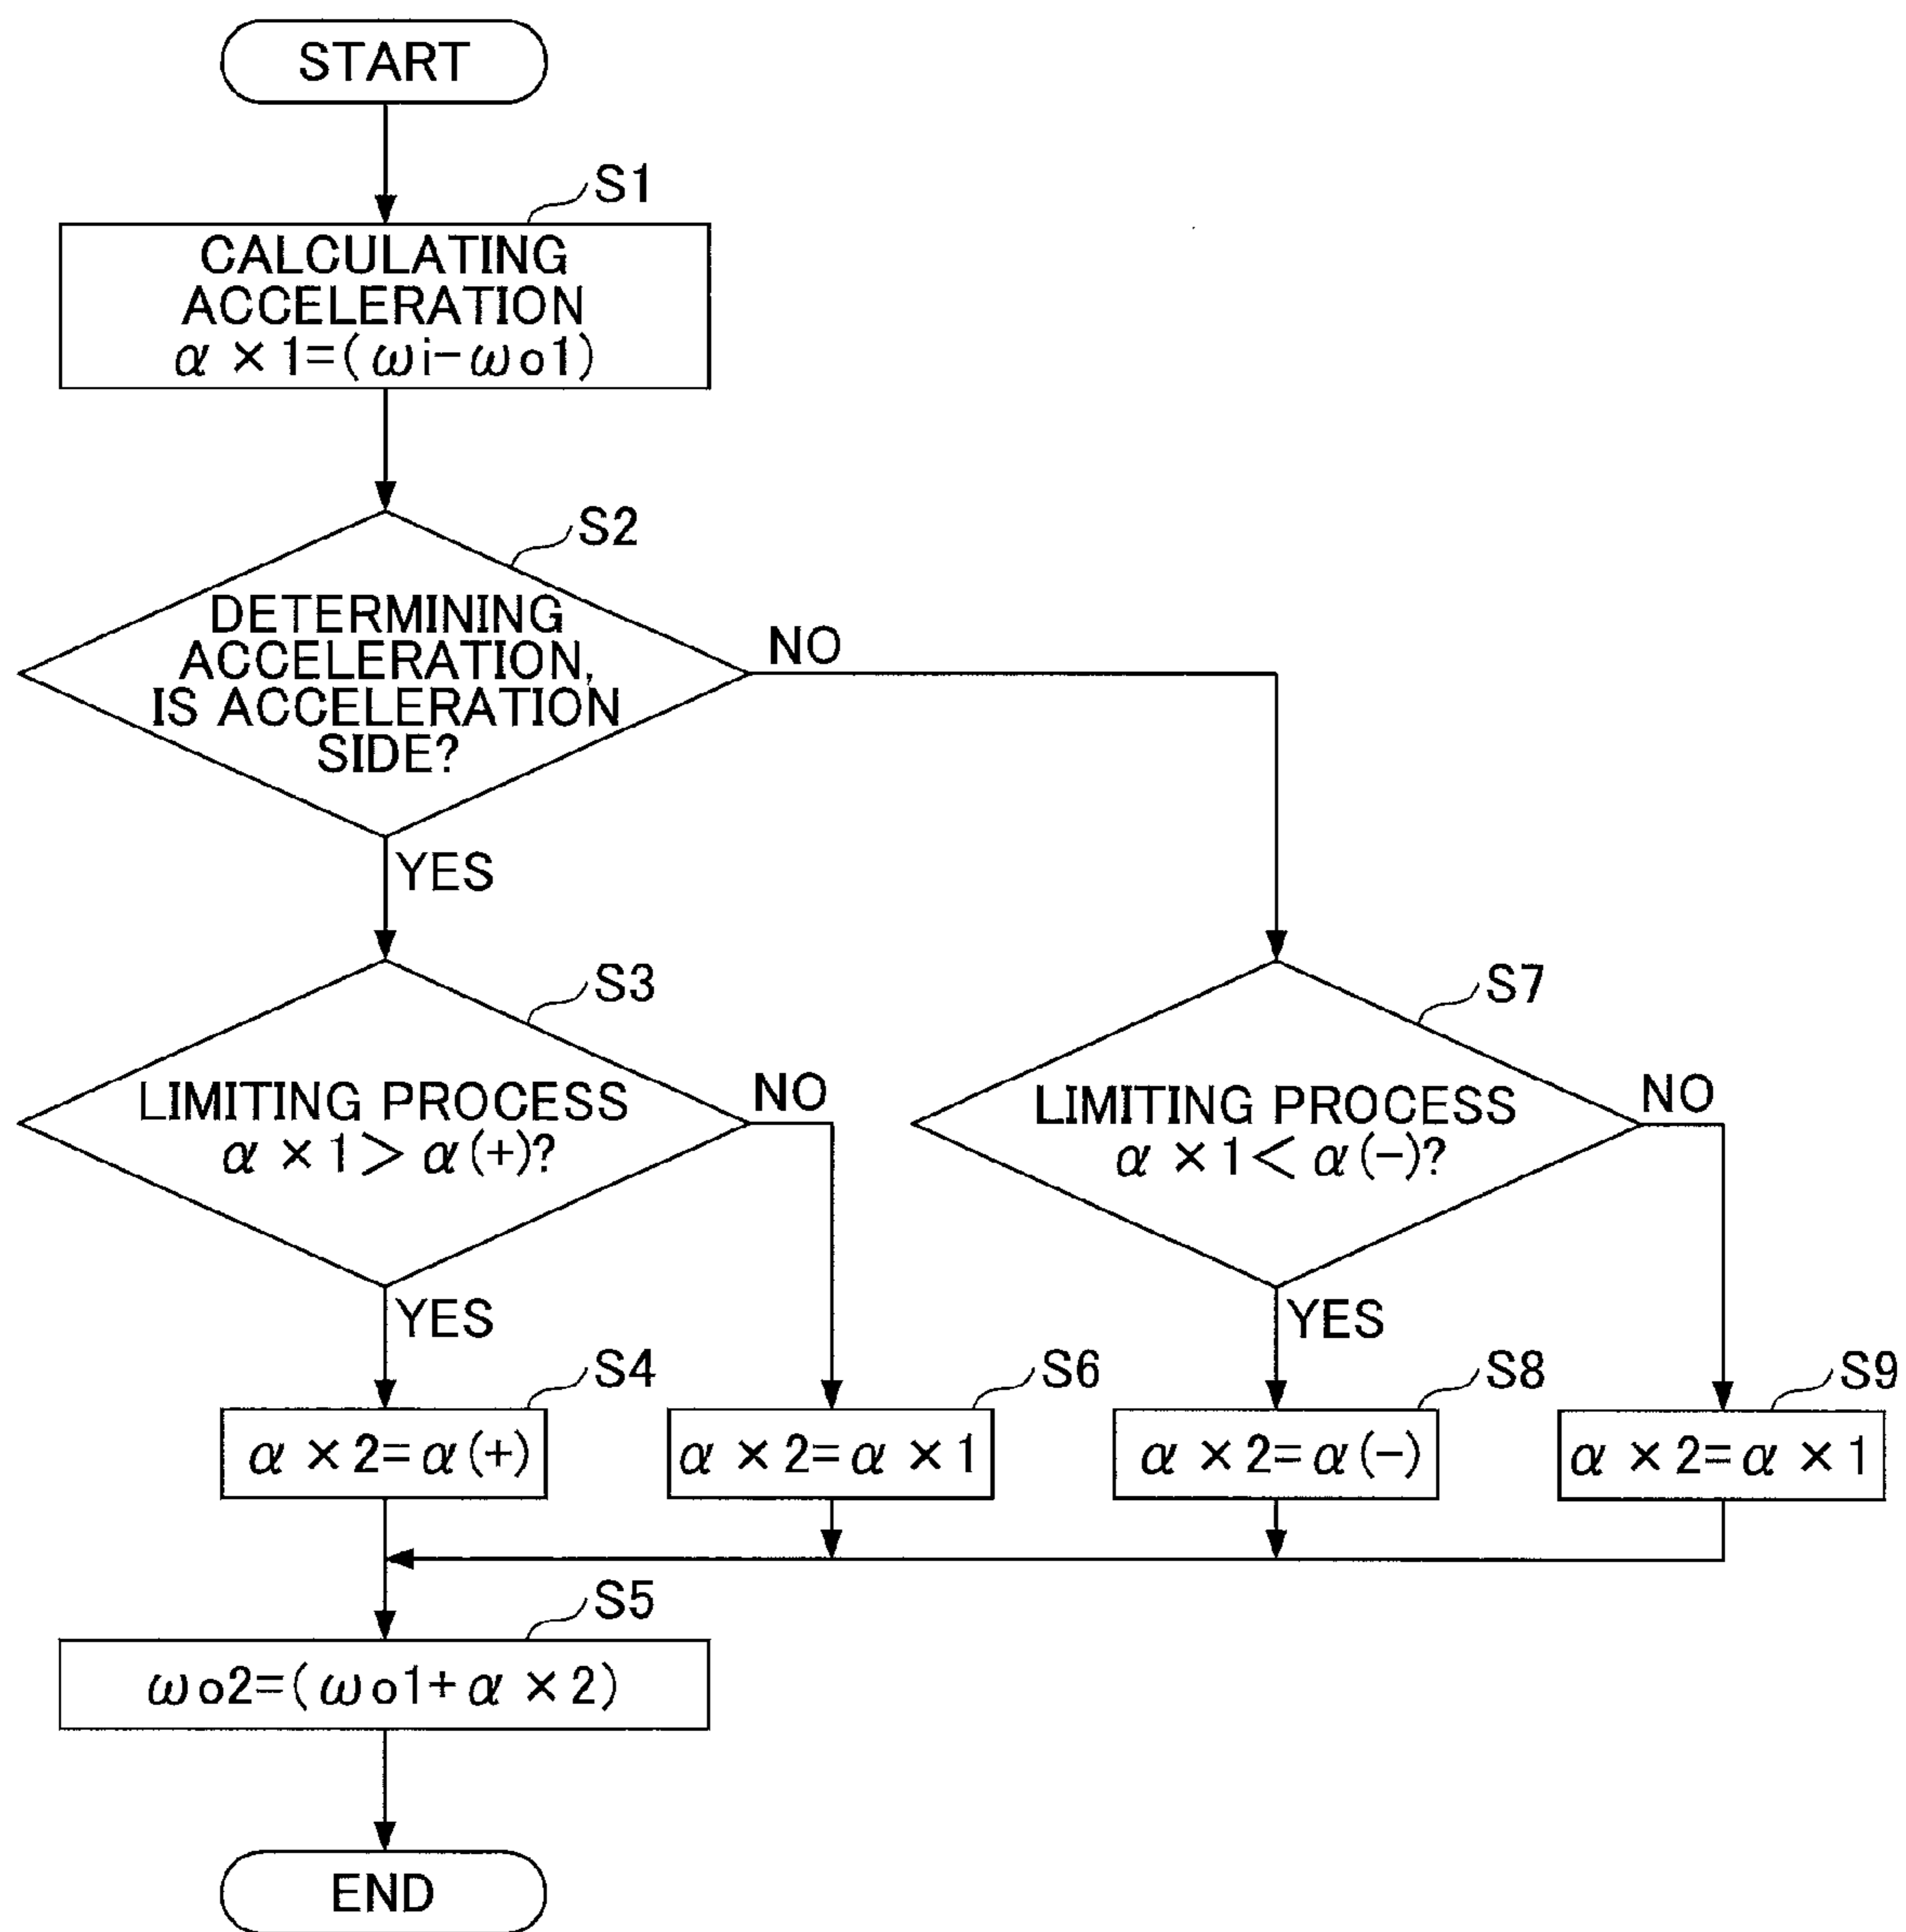 START
S1
CALCULATING
ACCELERATION
α × 1=(ωi-ωo1)
S2
DETERMINING
ACCELERATION,
IS ACCELERATION
SIDE?
NO
YES
S3
LIMITING PROCESS
α × 1> α(+)?
NO
YES
S7
LIMITING PROCESS
α × 1< α(-)?
NO
YES
S4
α × 2=α(+)
S6
α × 2=α × 1
S8
α × 2=α(-)
S9
α × 2=α × 1
S5
ωo2=(ωo1+α × 2)
END